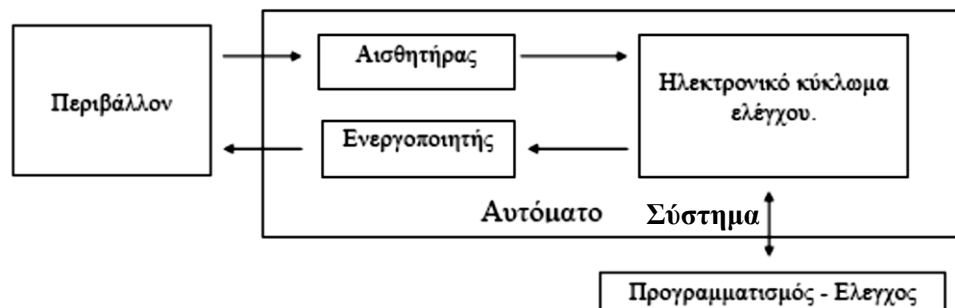 Περιβάλλον
Αισθητήρας
Ενεργοποιητής
Ηλεκτρονικό κύκλωμα
ελέγχου.
Αυτόματο Σύστημα
Προγραμματισμός - Ελεγχος